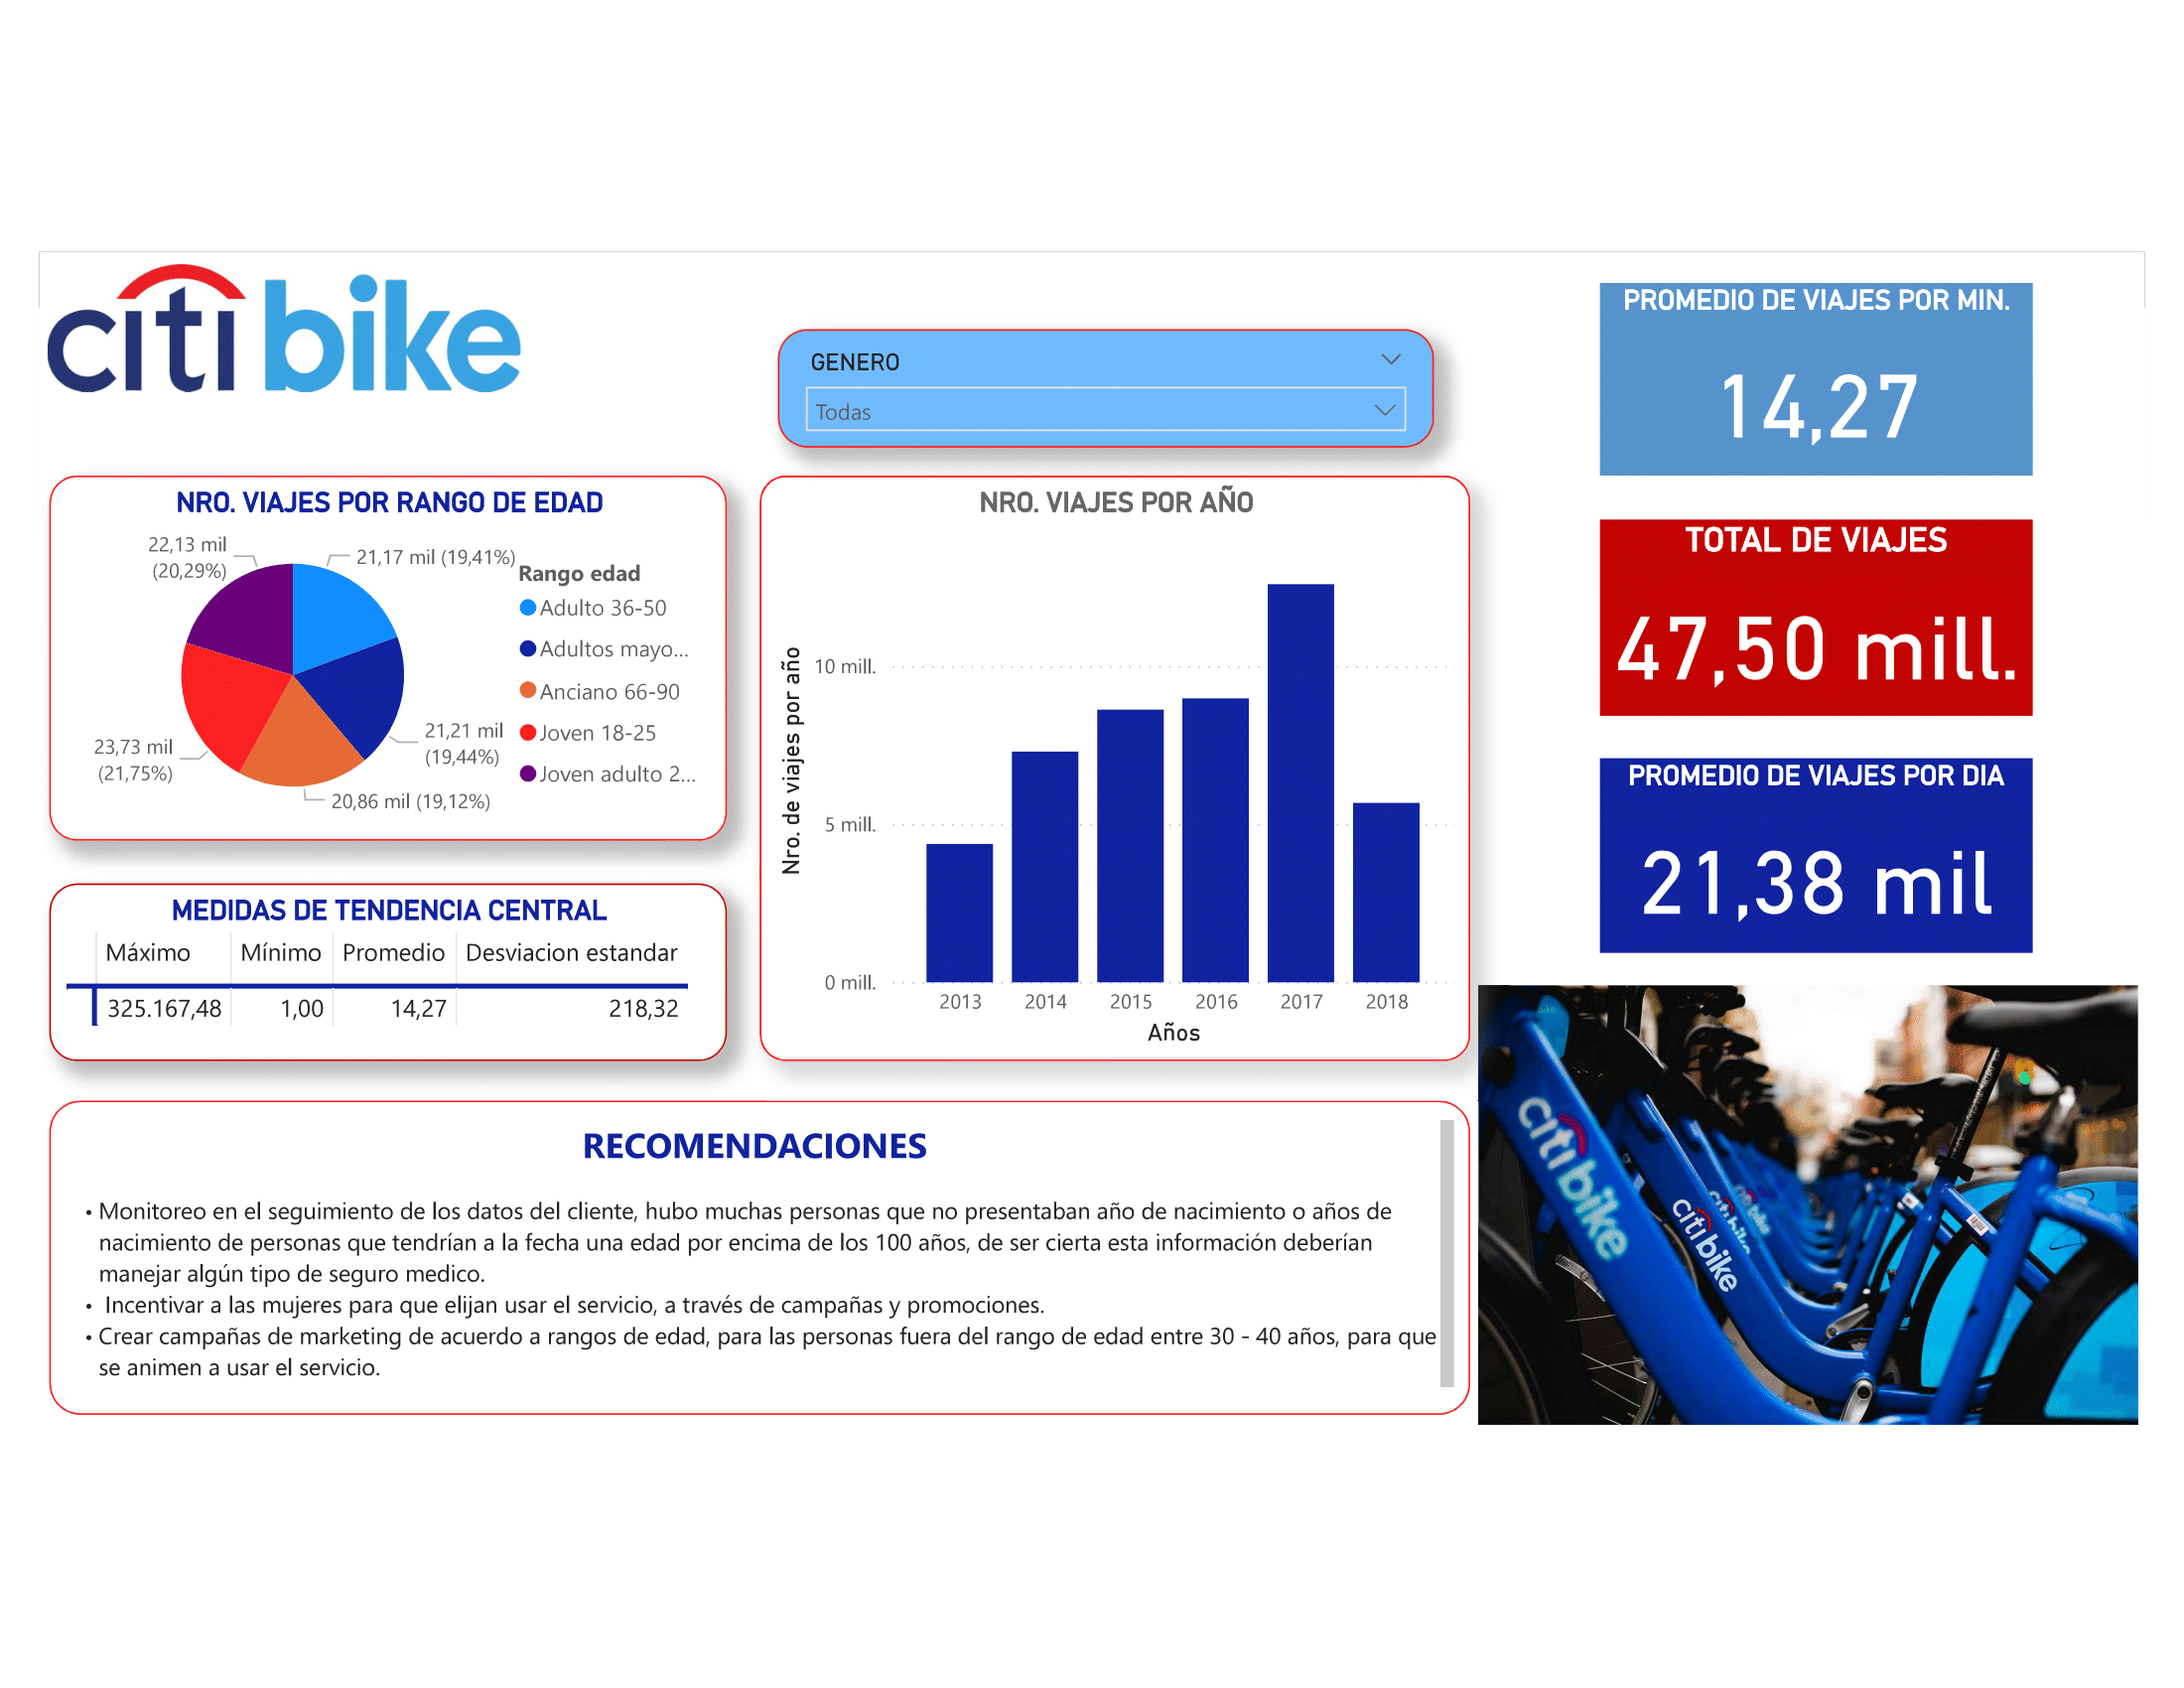 citi bike
GENERO
Todas
PROMEDIO DE VIAJES POR MIN.
14,27
NRO. VIAJES POR RANGO DE EDAD
22,13 mil
(20,29%)
21,17 mil (19,41%)
23,73 mil
(21,75%)
21,21 mil
(19,44%)
20,86 mil (19,12%)
Rango edad
Adulto 36-50
Adultos mayo...
Anciano 66-90
Joven 18-25
Joven adulto 2...
NRO. VIAJES POR AÑO
Nro. de viajes por año
10 mill.
5 mill.
0 mill.
2013 2014 2015 2016 2017 2018
Años
TOTAL DE VIAJES
47,50 mill.
PROMEDIO DE VIAJES POR DIA
21,38 mil
MEDIDAS DE TENDENCIA CENTRAL
Máximo Mínimo Promedio Desviacion estandar
325.167,48 1,00 14,27 218,32
RECOMENDACIONES
• Monitoreo en el seguimiento de los datos del cliente, hubo muchas personas que no presentaban año de nacimiento o años de
nacimiento de personas que tendrían a la fecha una edad por encima de los 100 años, de ser cierta esta información deberían
manejar algún tipo de seguro medico.
• Incentivar a las mujeres para que elijan usar el servicio, a través de campañas y promociones.
• Crear campañas de marketing de acuerdo a rangos de edad, para las personas fuera del rango de edad entre 30 - 40 años, para que
se animen a usar el servicio.
citi bike
citi bike